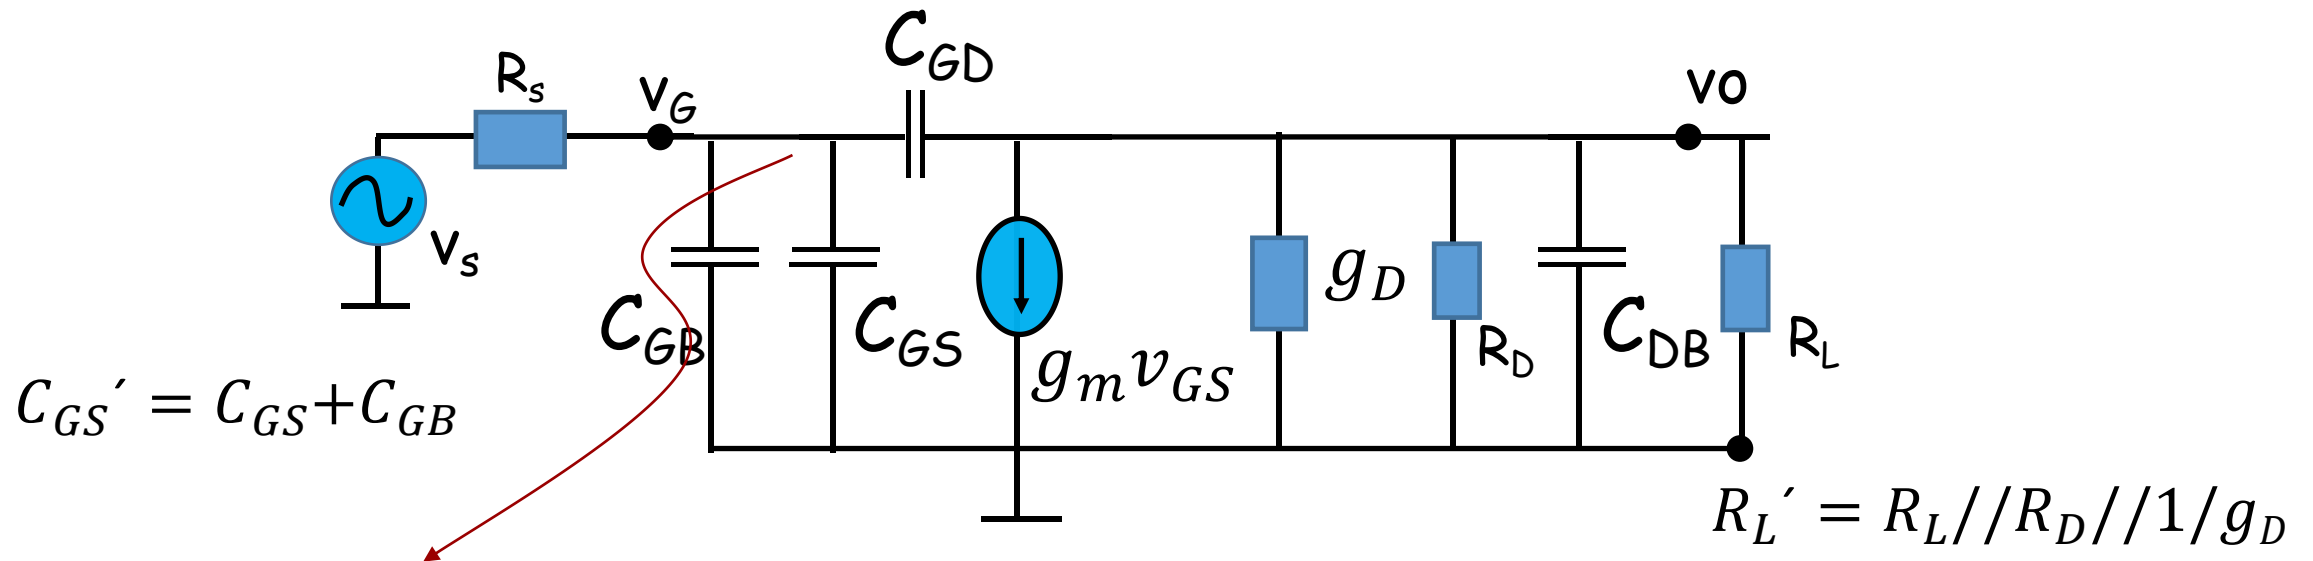 C_GD
R_s
v_G
vo
v_s
g_D
C_GB
C_GS
R_D
C_DB
R_L
g_m v_GS
C_GS´ = C_GS+C_GB
R_L´ = R_L//R_D//1/g_D